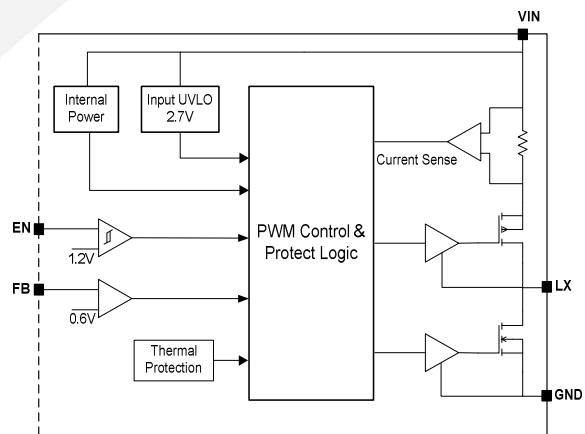 VIN
Internal
Power
Input UVLO
2.7V
Current Sense
EN
1.2V
PWM Control &
Protect Logic
FB
0.6V
LX
Thermal
Protection
GND